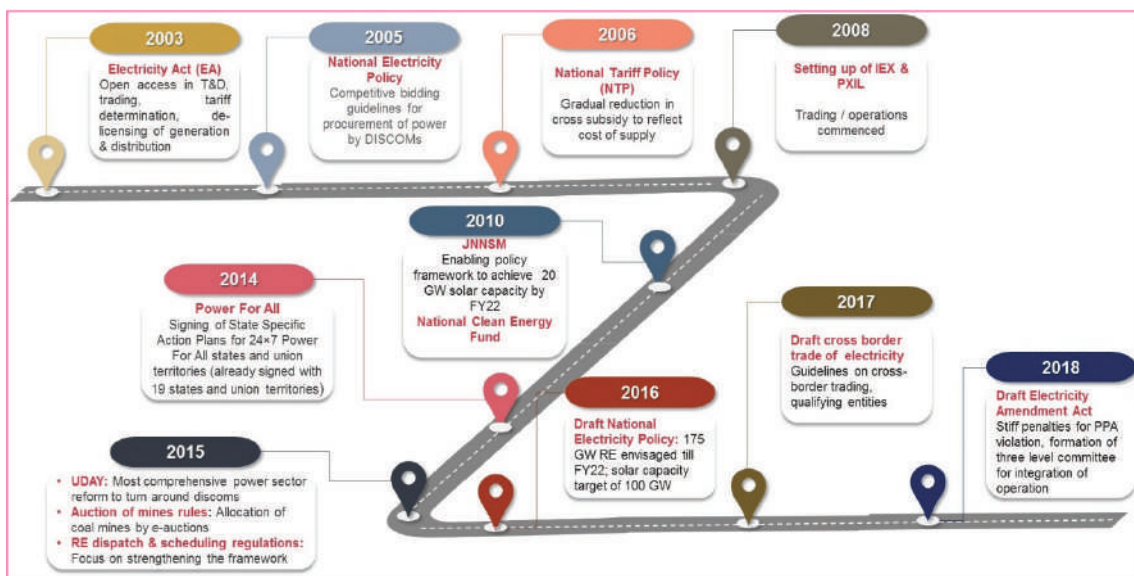 2003
Electricity Act (EA)
Open access in T&D,
trading, tariff
determination, de-
licensing of generation
& distribution
2005
National Electricity
Policy
Competitive bidding
guidelines for
procurement of power
by DISCOMs
2006
National Tariff Policy
(NTP)
Gradual reduction in
cross subsidy to reflect
cost of supply
2008
Setting up of IEX &
PXIL
Trading / operations
commenced
2010
JNNSM
Enabling policy
framework to achieve 20
GW solar capacity by
FY22
National Clean Energy
Fund
2014
Power For All
Signing of State Specific
Action Plans for 24×7 Power
For All states and union
territories (already signed with
19 states and union territories)
2015
• UDAY: Most comprehensive power sector
reform to turn around discoms
• Auction of mines rules: Allocation of
coal mines by e-auctions
• RE dispatch & scheduling regulations:
Focus on strengthening the framework
2016
Draft National
Electricity Policy: 175
GW RE envisaged till
FY22; solar capacity
target of 100 GW
2017
Draft cross border
trade of electricity
Guidelines on cross-
border trading,
qualifying entities
2018
Draft Electricity
Amendment Act
Stiff penalties for PPA
violation, formation of
three level committee
for integration of
operation